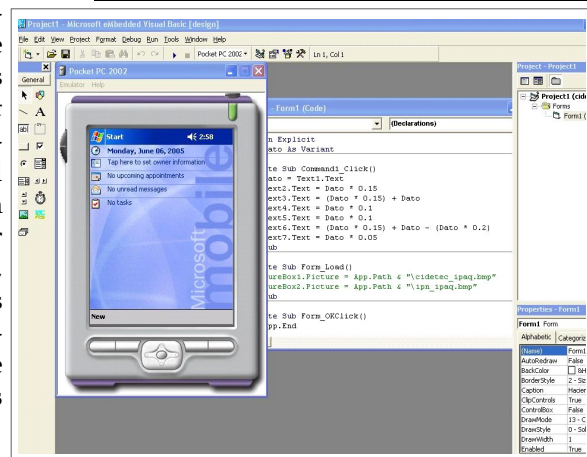 Project1 - Microsoft eMbedded Visual Basic [design]
File Edit View Project Format Debug Run Tools Window Help
Pocket PC 2002 Ln 1, Col 1
General
Pocket PC 2002
Emulator Help
Start 2:58
Monday, June 06, 2005
Tap here to set owner information
No upcoming appointments
No unread messages
No tasks
Microsoft
mobile
New
- Form1 (Code)
(Declarations)
n Explicit
ato As Variant
te Sub Command1_Click()
ato = Text1.Text
ext2.Text = Dato * 0.15
ext3.Text = (Dato * 0.15) + Dato
ext4.Text = Dato * 0.1
ext5.Text = Dato * 0.1
ext6.Text = (Dato * 0.15) + Dato - (Dato * 0.2)
ext7.Text = Dato * 0.05
ub
te Sub Form_Load()
ureBox1.Picture = App.Path & "\cidetec_ipaq.bmp"
ureBox2.Picture = App.Path & "\ipn_ipaq.bmp"
ub
te Sub Form_OKClick()
pp.End
Project - Project1
Project1 (cide
Forms
Form1 (
Properties - Form1
Form1 Form
Alphabetic Categoriz
(Name) Form1
AutoRedraw False
BackColor &H
BorderStyle 2 - Siz
Caption Hacien
ClipControls True
ControlBox False
DrawMode 13 - C
DrawStyle 0 - Sol
DrawWidth 1
Enabled True